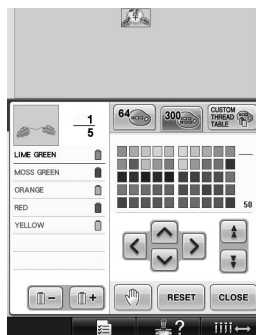 1
5
64
300
CUSTOM
THREAD
TABLE
LIME GREEN
MOSS GREEN
ORANGE
RED
YELLOW
50
− +
RESET
CLOSE
?